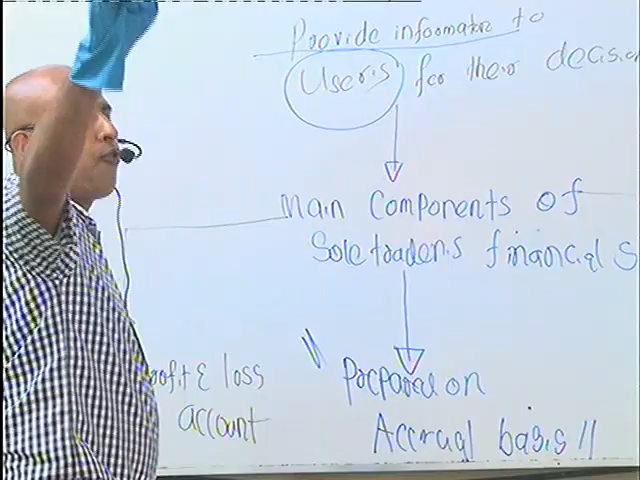 Provide information to
Users for their decision
Main Components of
Sole traders financial S
Profit & loss
account
Prepared on
Accrual basis //